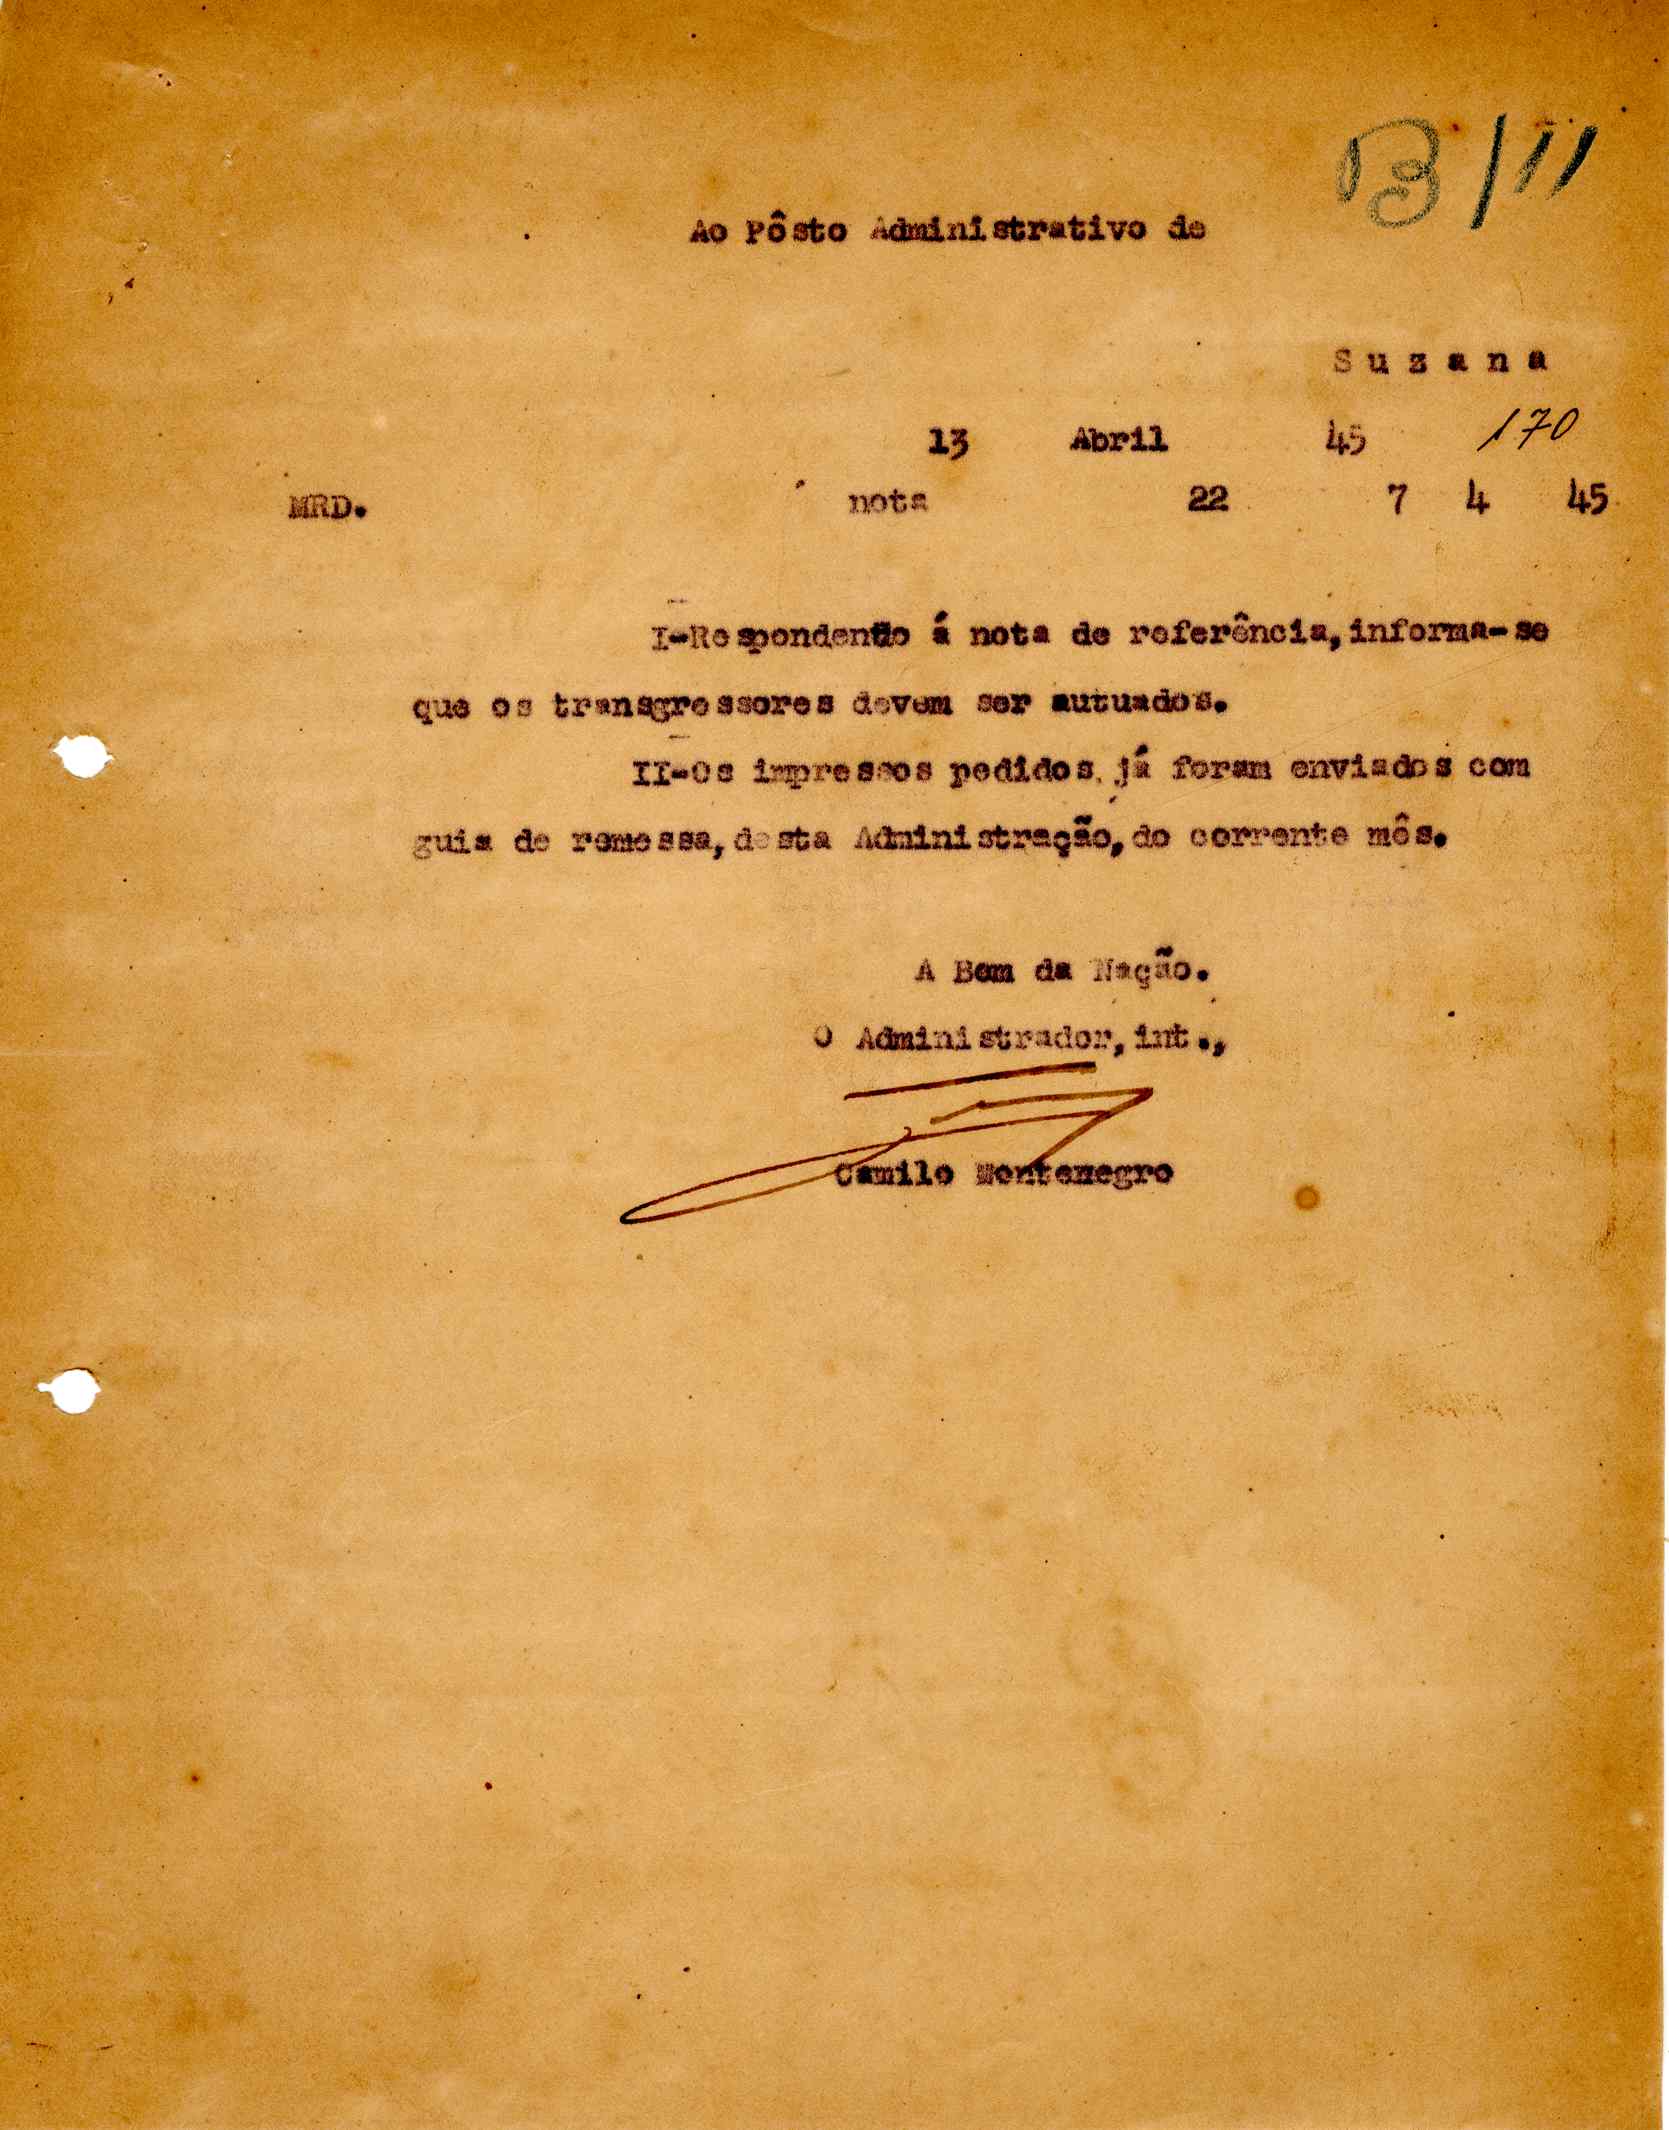 B/11
Ao Pôsto Administrativo de
Suzana
13 Abril 45 170
MRD. nota 22 7 4 45
I-Respondendo á nota de referência,informa-se
que os transgressores devem ser autuados.
II-Os impressos pedidos, já foram enviados com
guia de remessa,desta Administração,do corrente mês.
A Bem da Nação.
O Administrador,int.,
Camilo Montenegro